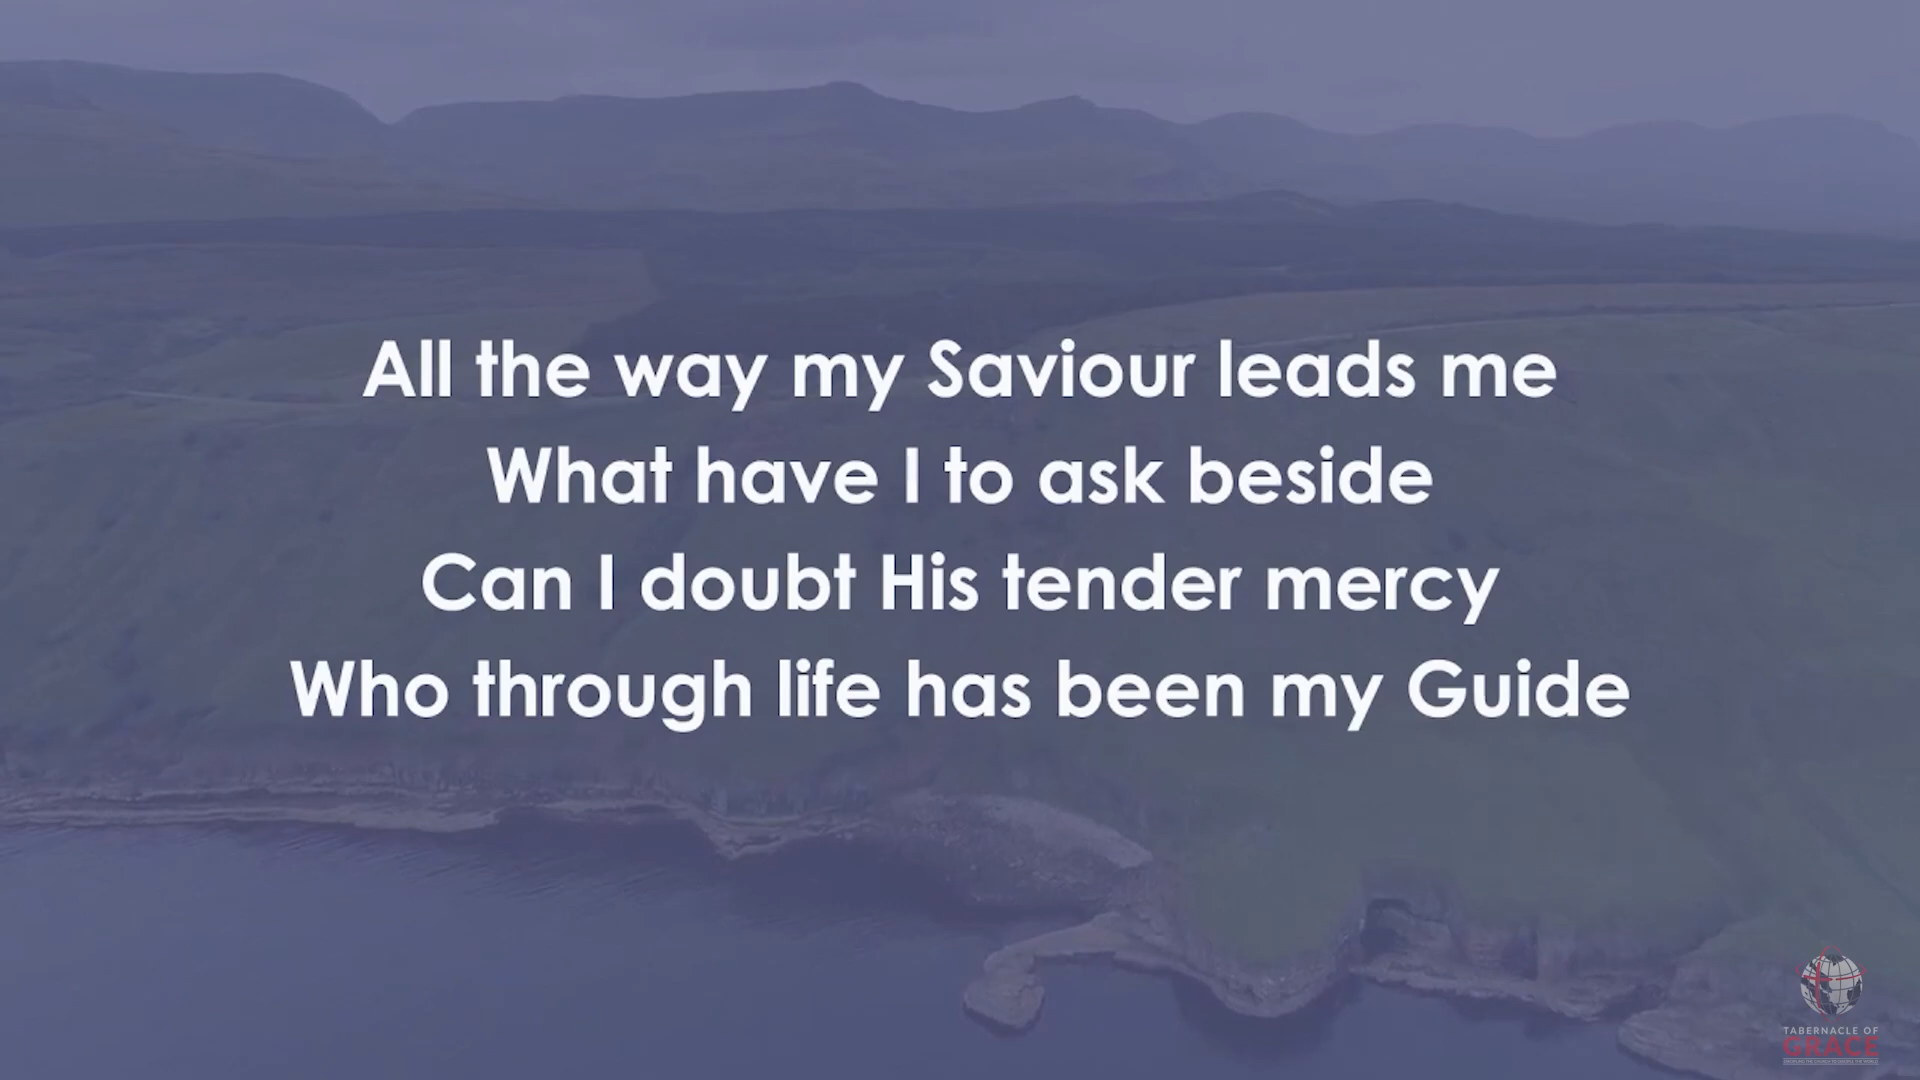 All the way my Saviour leads me
What have I to ask beside
Can I doubt His tender mercy
Who through life has been my Guide
TABERNACLE OF
GRACE